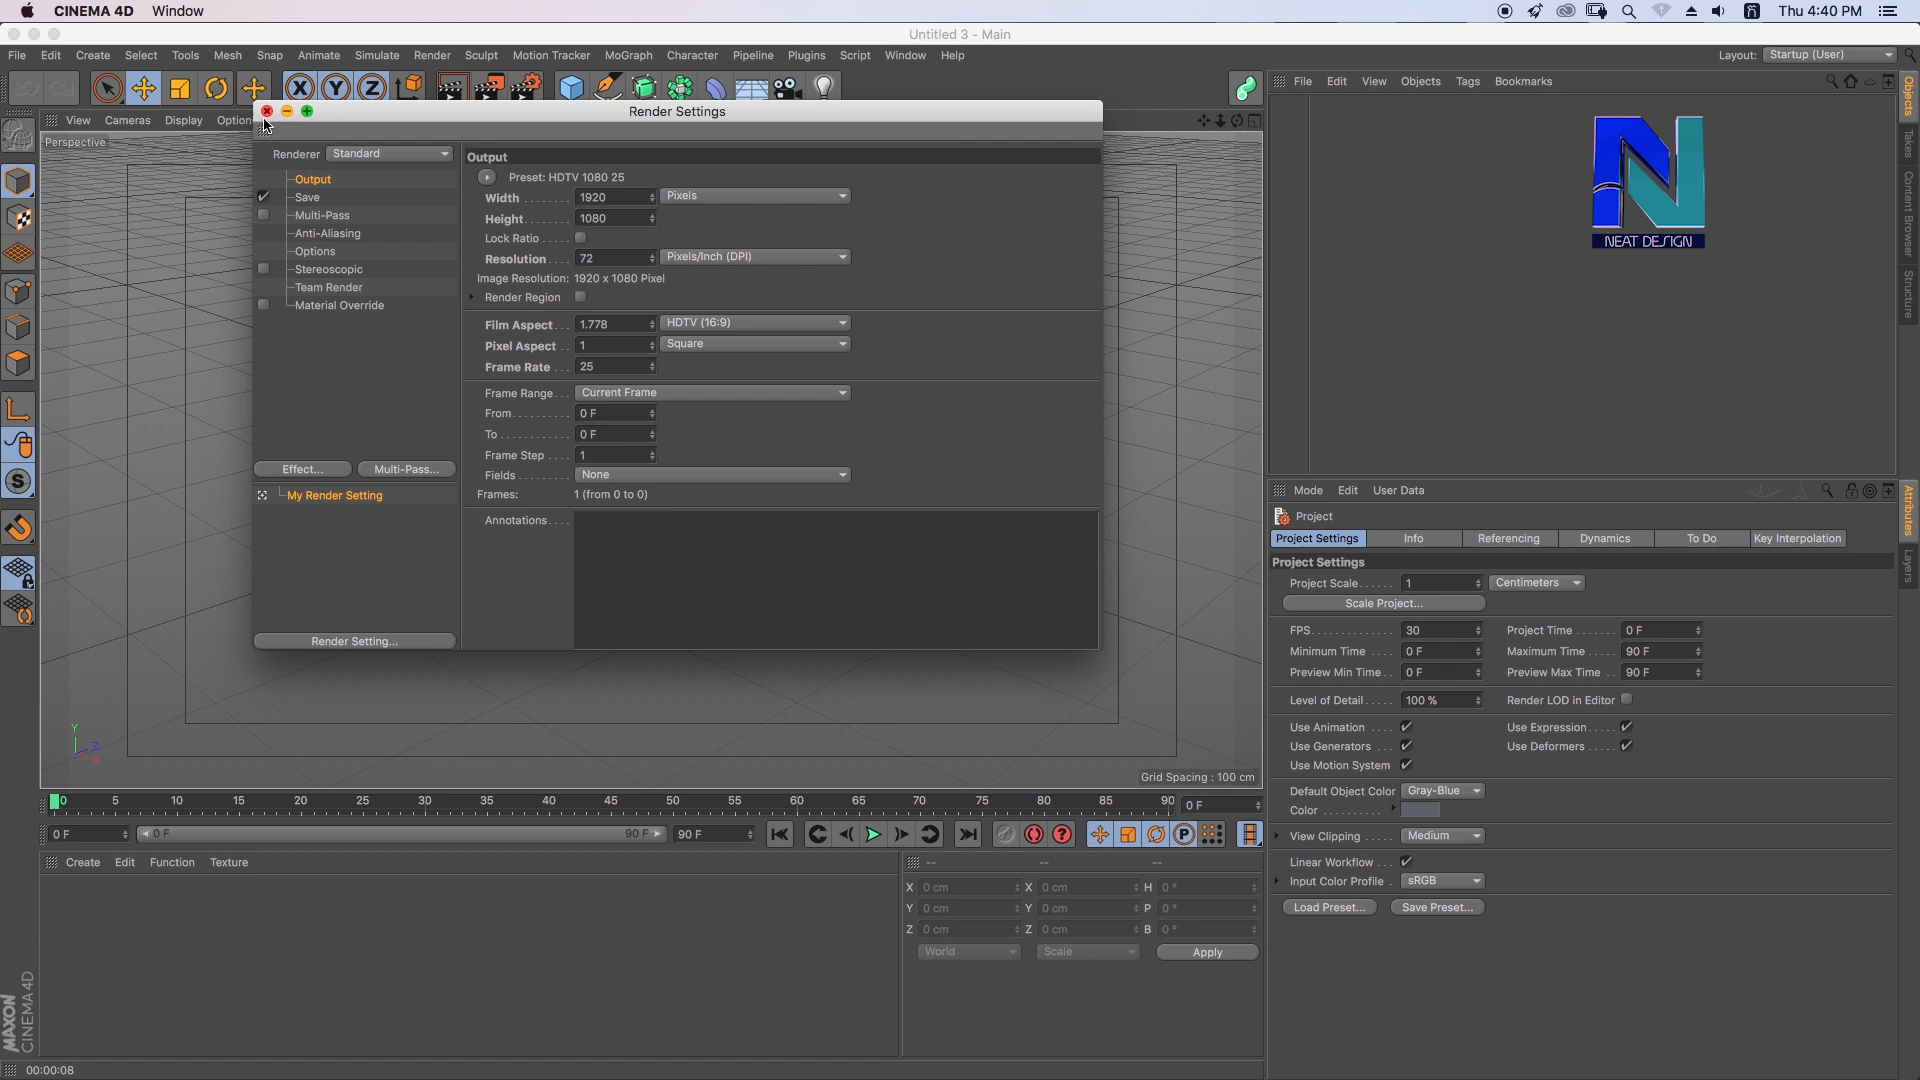 CINEMA 4D Window
Thu 4:40 PM
Untitled 3 - Main
File Edit Create Select Tools Mesh Snap Animate Simulate Render Sculpt Motion Tracker MoGraph Character Pipeline Plugins Script Window Help
Layout: Startup (User)
X Y Z
File Edit View Objects Tags Bookmarks
View Cameras Display Option
Perspective
Render Settings
Renderer Standard
Output
Save
Multi-Pass
Anti-Aliasing
Options
Stereoscopic
Team Render
Material Override
Effect... Multi-Pass...
My Render Setting
Render Setting...
Output
Preset: HDTV 1080 25
Width ........ 1920 Pixels
Height........ 1080
Lock Ratio .....
Resolution.... 72 Pixels/Inch (DPI)
Image Resolution: 1920 x 1080 Pixel
Render Region
Film Aspect... 1.778 HDTV (16:9)
Pixel Aspect .. 1 Square
Frame Rate ... 25
Frame Range... Current Frame
From.......... 0 F
To ............ 0 F
Frame Step .... 1
Fields ......... None
Frames: 1 (from 0 to 0)
Annotations....
NEAT DESIGN
Objects
Takes
Content Browser
Structure
Mode Edit User Data
Project
Project Settings Info Referencing Dynamics To Do Key Interpolation
Project Settings
Project Scale...... 1 Centimeters
Scale Project...
FPS............... 30 Project Time ....... 0 F
Minimum Time .... 0 F Maximum Time .... 90 F
Preview Min Time.. 0 F Preview Max Time .. 90 F
Level of Detail..... 100 % Render LOD in Editor
Use Animation .... Use Expression.....
Use Generators ... Use Deformers .....
Use Motion System
Default Object Color Gray-Blue
Color ...........
View Clipping ..... Medium
Linear Workflow ...
Input Color Profile . sRGB
Load Preset... Save Preset...
Attributes
Layers
Y
Z
X
Grid Spacing : 100 cm
0 5 10 15 20 25 30 35 40 45 50 55 60 65 70 75 80 85 90 0 F
0 F 0 F 90 F 90 F
P
Create Edit Function Texture
-- -- --
X 0 cm X 0 cm H 0 °
Y 0 cm Y 0 cm P 0 °
Z 0 cm Z 0 cm B 0 °
World Scale Apply
MAXON
CINEMA 4D
00:00:08